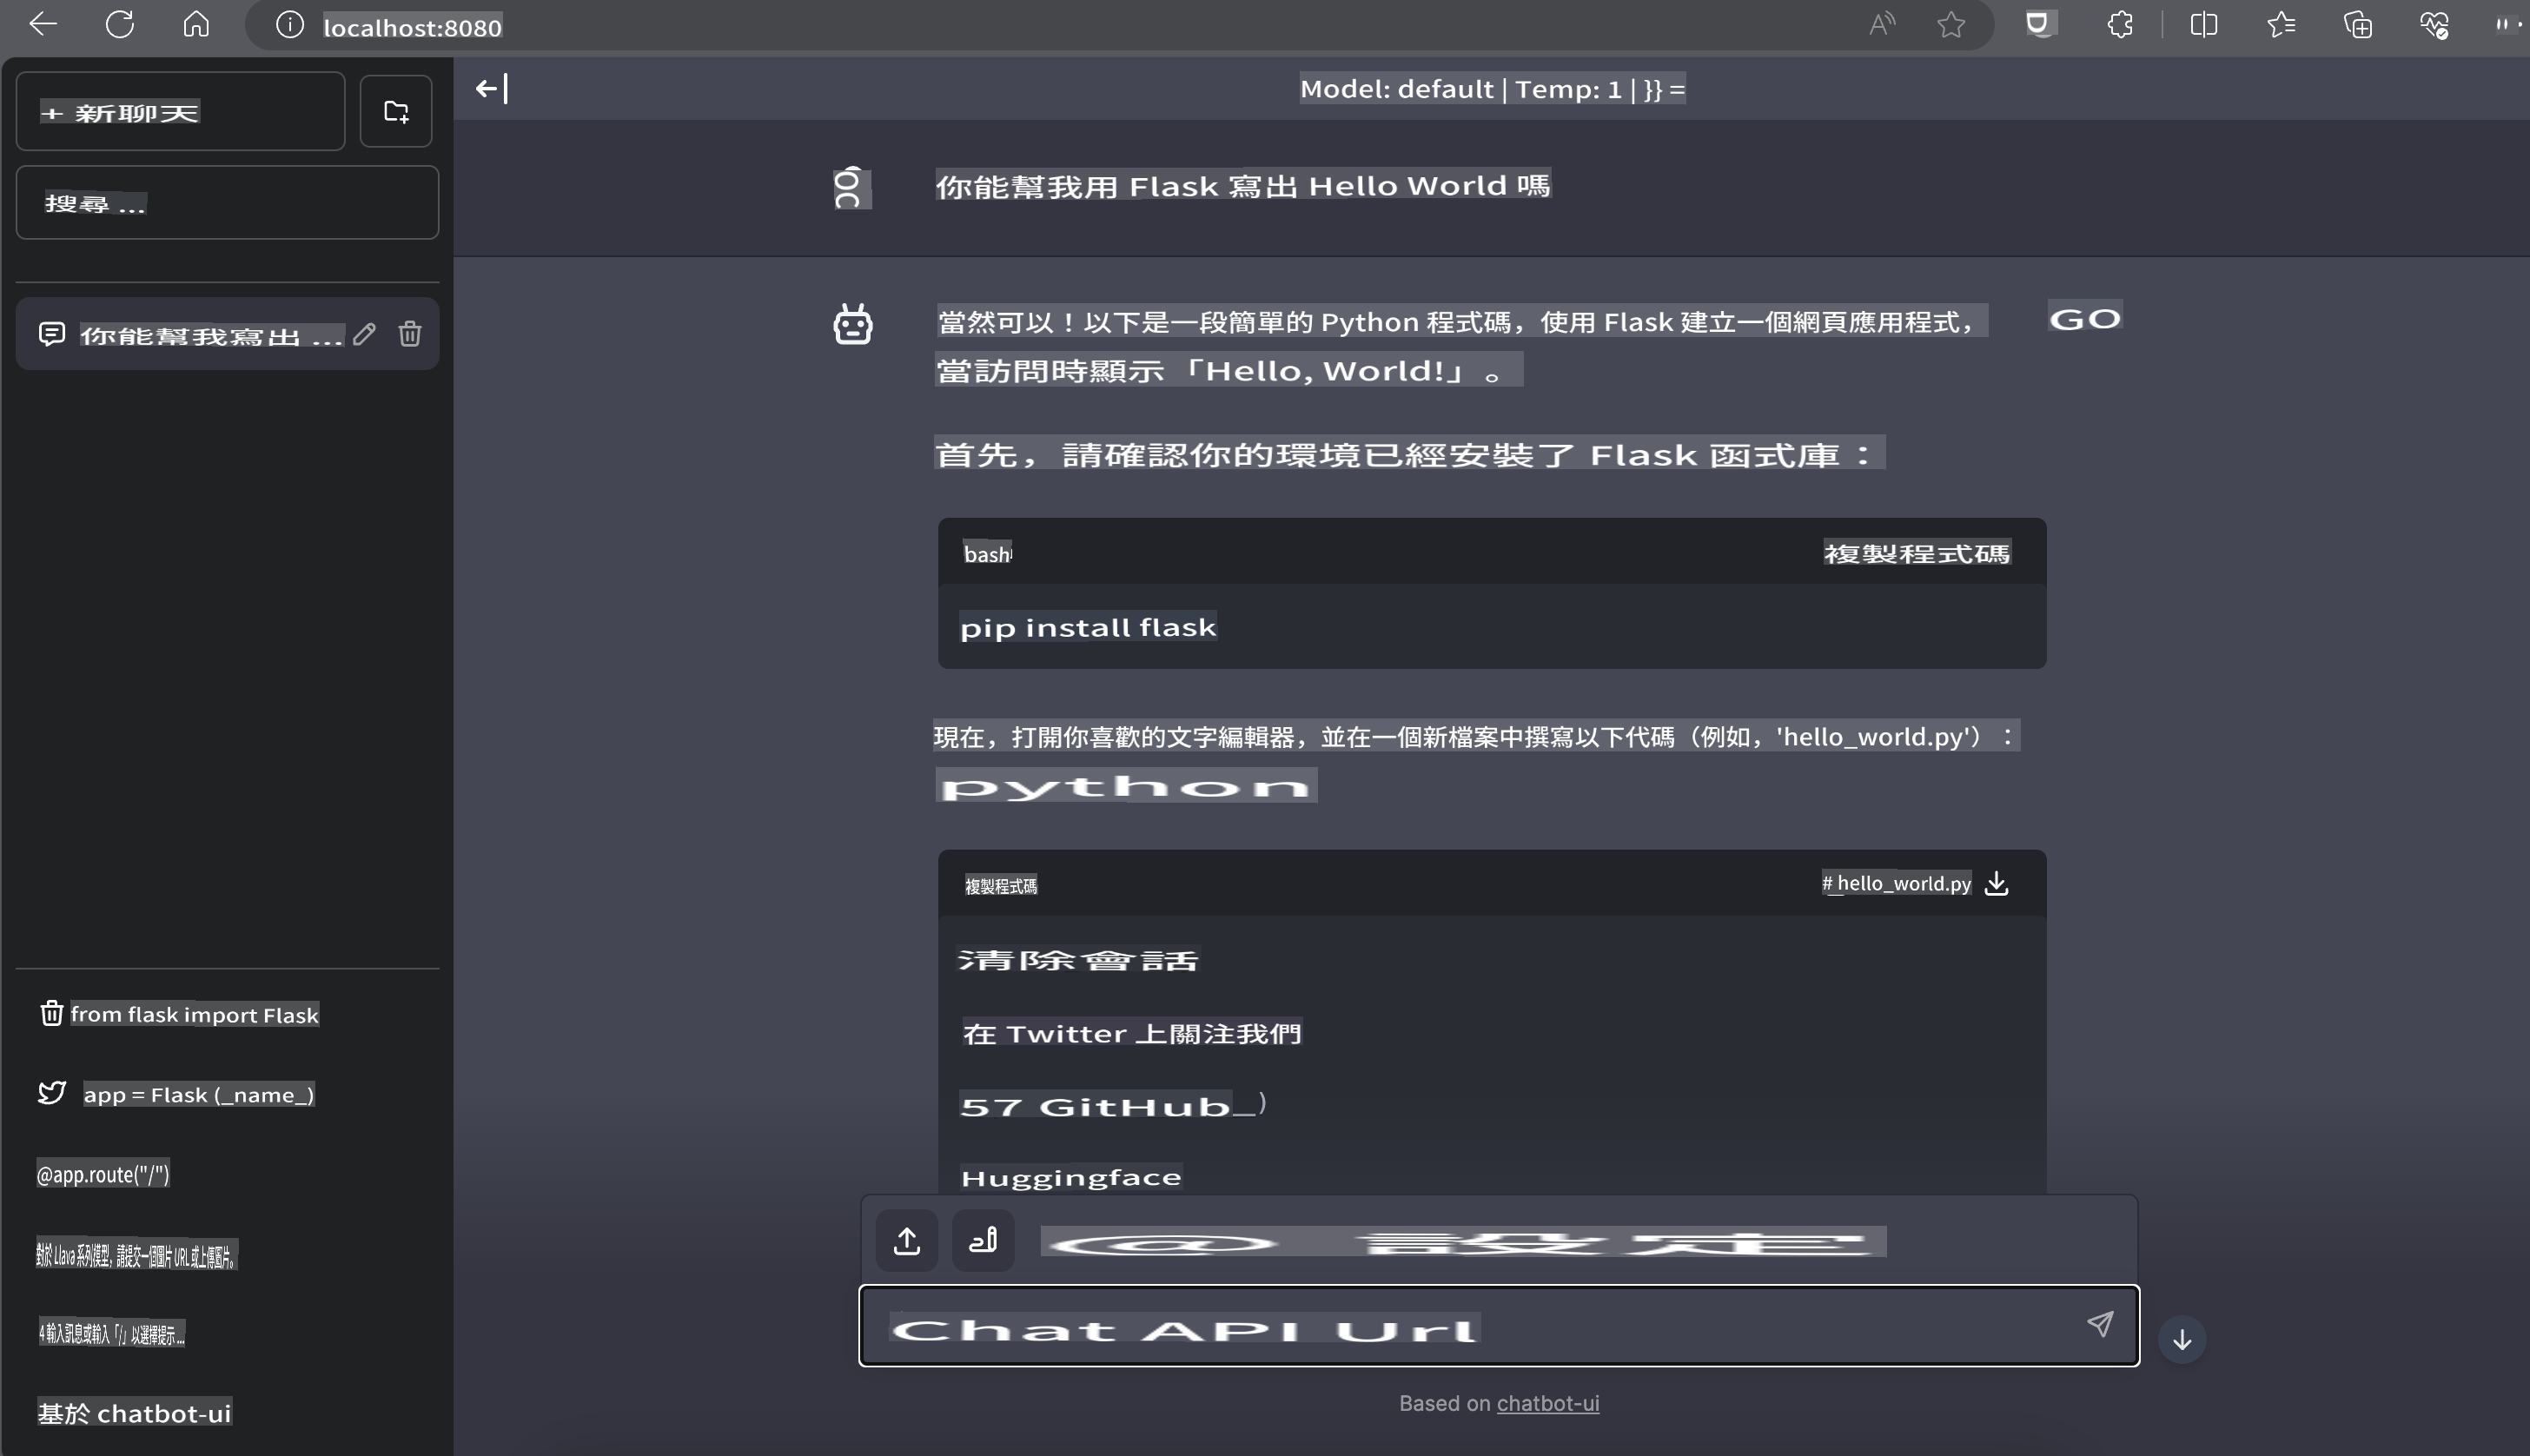 localhost:8080
+ 新聊天
搜尋 ...
你能幫我寫出 ...
from flask import Flask
app = Flask (_name_)
@app.route("/")
對於 Llava 系列模型，請提交一個圖片 URL 或上傳圖片。
4 輸入訊息或輸入「/」以選擇提示 ...
基於 chatbot-ui
Model: default | Temp: 1 | }} =
OC
你能幫我用 Flask 寫出 Hello World 嗎
當然可以！以下是一段簡單的 Python 程式碼，使用 Flask 建立一個網頁應用程式，
GO
當訪問時顯示「Hello, World!」。
首先，請確認你的環境已經安裝了 Flask 函式庫：
bash
複製程式碼
pip install flask
現在，打開你喜歡的文字編輯器，並在一個新檔案中撰寫以下代碼（例如，'hello_world.py'）：
python
複製程式碼
# hello_world.py
清除會話
在 Twitter 上關注我們
57 GitHub_)
Huggingface
@ 設定
Chat API Url
Based on chatbot-ui